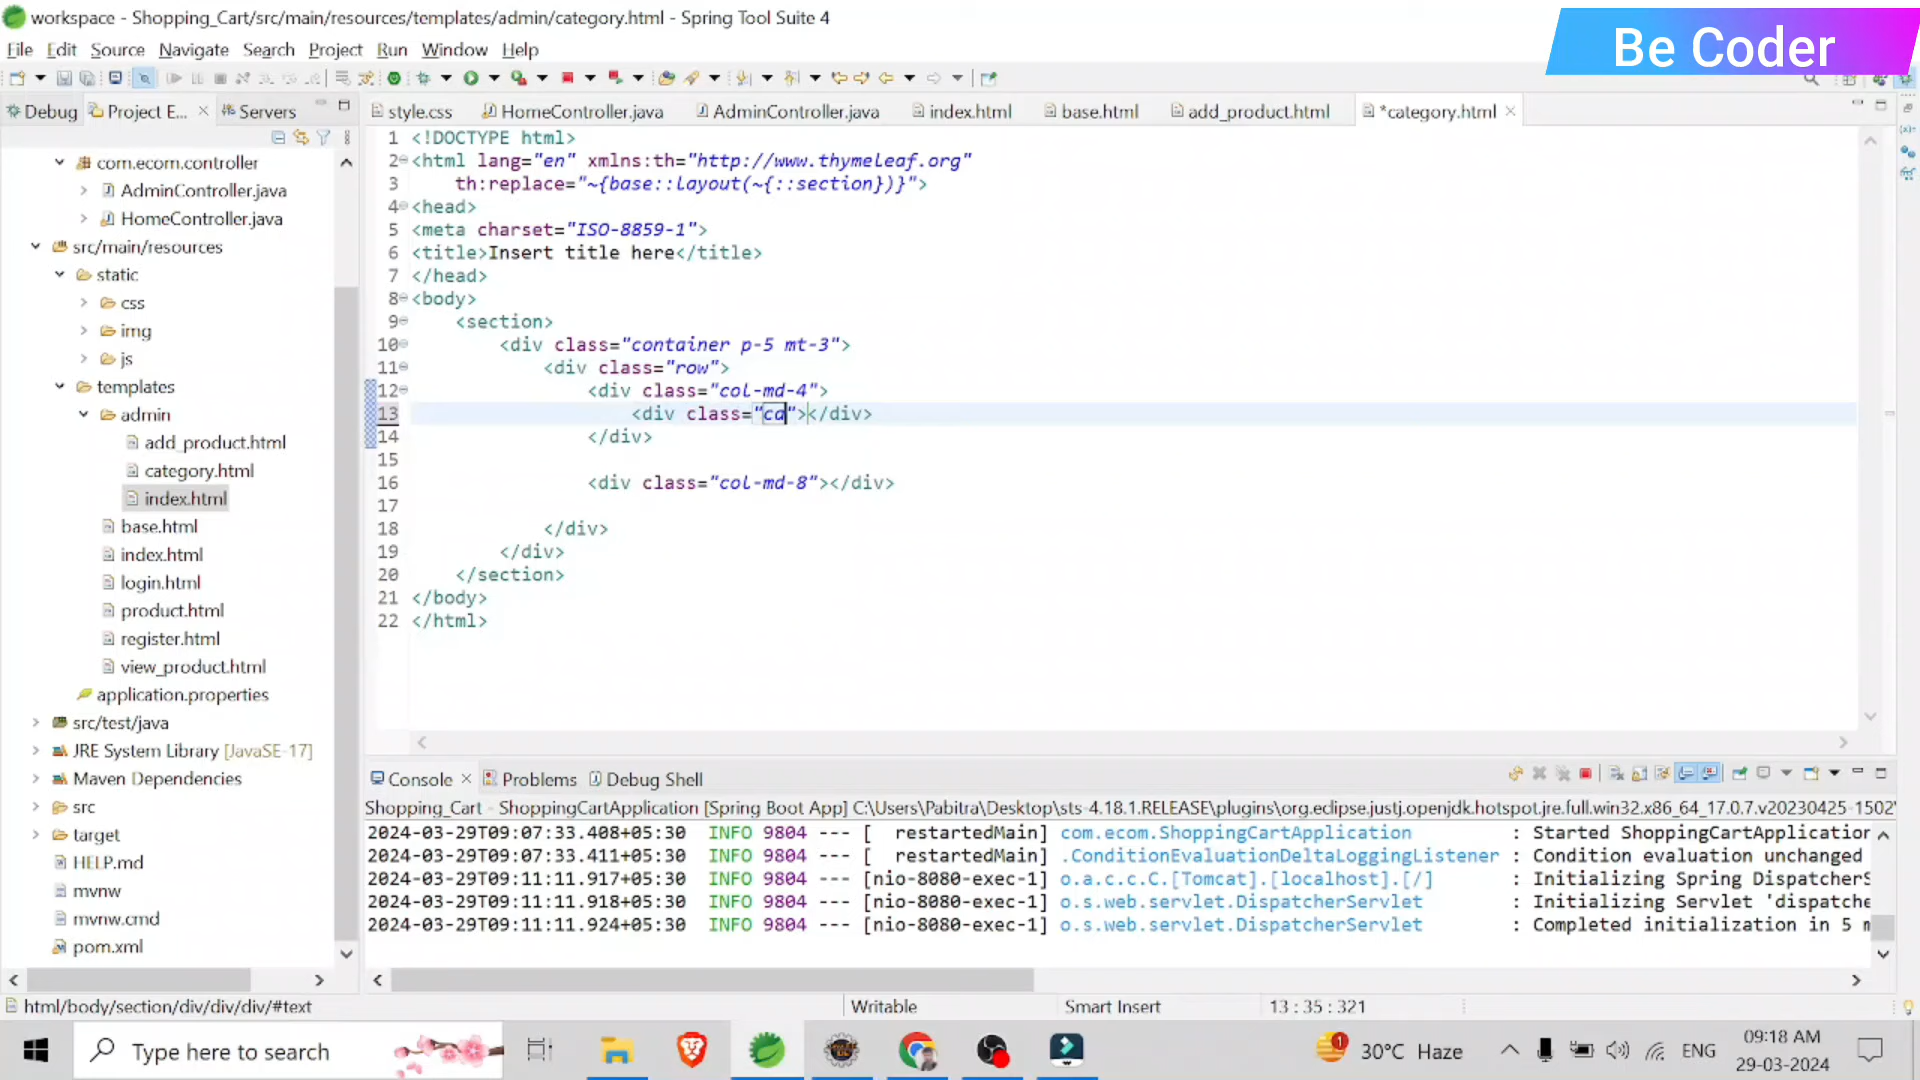 workspace - Shopping_Cart/src/main/resources/templates/admin/category.html - Spring Tool Suite 4
Be Coder
File Edit Source Navigate Search Project Run Window Help
Debug Project E... Servers
style.css HomeController.java AdminController.java index.html base.html add_product.html *category.html
com.ecom.controller
AdminController.java
HomeController.java
src/main/resources
static
css
img
js
templates
admin
add_product.html
category.html
index.html
base.html
index.html
login.html
product.html
register.html
view_product.html
application.properties
src/test/java
JRE System Library [JavaSE-17]
Maven Dependencies
src
target
HELP.md
mvnw
mvnw.cmd
pom.xml
1 <!DOCTYPE html>
2 <html lang="en" xmlns:th="http://www.thymeleaf.org"
3 th:replace="~{base::layout(~{::section})}">
4 <head>
5 <meta charset="ISO-8859-1">
6 <title>Insert title here</title>
7 </head>
8 <body>
9 <section>
10 <div class="container p-5 mt-3">
11 <div class="row">
12 <div class="col-md-4">
13 <div class="ca"></div>
14 </div>
15
16 <div class="col-md-8"></div>
17
18 </div>
19 </div>
20 </section>
21 </body>
22 </html>
Console Problems Debug Shell
Shopping_Cart - ShoppingCartApplication [Spring Boot App] C:\Users\Pabitra\Desktop\sts-4.18.1.RELEASE\plugins\org.eclipse.justj.openjdk.hotspot.jre.full.win32.x86_64_17.0.7.v20230425-1502
2024-03-29T09:07:33.408+05:30 INFO 9804 --- [ restartedMain] com.ecom.ShoppingCartApplication : Started ShoppingCartApplication
2024-03-29T09:07:33.411+05:30 INFO 9804 --- [ restartedMain] .ConditionEvaluationDeltaLoggingListener : Condition evaluation unchanged
2024-03-29T09:11:11.917+05:30 INFO 9804 --- [nio-8080-exec-1] o.a.c.c.C.[Tomcat].[localhost].[/] : Initializing Spring DispatcherS
2024-03-29T09:11:11.918+05:30 INFO 9804 --- [nio-8080-exec-1] o.s.web.servlet.DispatcherServlet : Initializing Servlet 'dispatche
2024-03-29T09:11:11.924+05:30 INFO 9804 --- [nio-8080-exec-1] o.s.web.servlet.DispatcherServlet : Completed initialization in 5 m
html/body/section/div/div/div/#text Writable Smart Insert 13 : 35 : 321
Type here to search
1 30°C Haze ENG 09:18 AM
29-03-2024